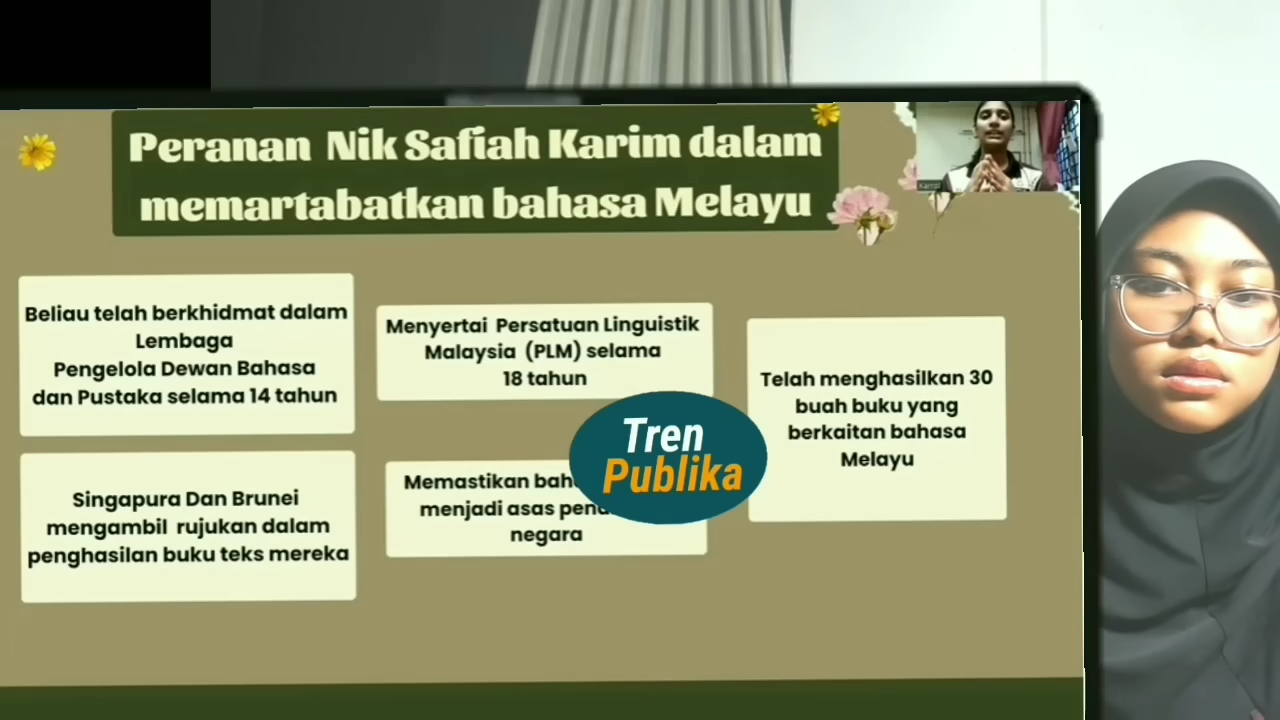 Peranan Nik Safiah Karim dalam
memartabatkan bahasa Melayu
Beliau telah berkhidmat dalam
Lembaga
Pengelola Dewan Bahasa
dan Pustaka selama 14 tahun
Menyertai Persatuan Linguistik
Malaysia (PLM) selama
18 tahun
Telah menghasilkan 30
buah buku yang
berkaitan bahasa
Melayu
Singapura Dan Brunei
mengambil rujukan dalam
penghasilan buku teks mereka
Memastikan
menjadi asas
negara
Tren
Publika